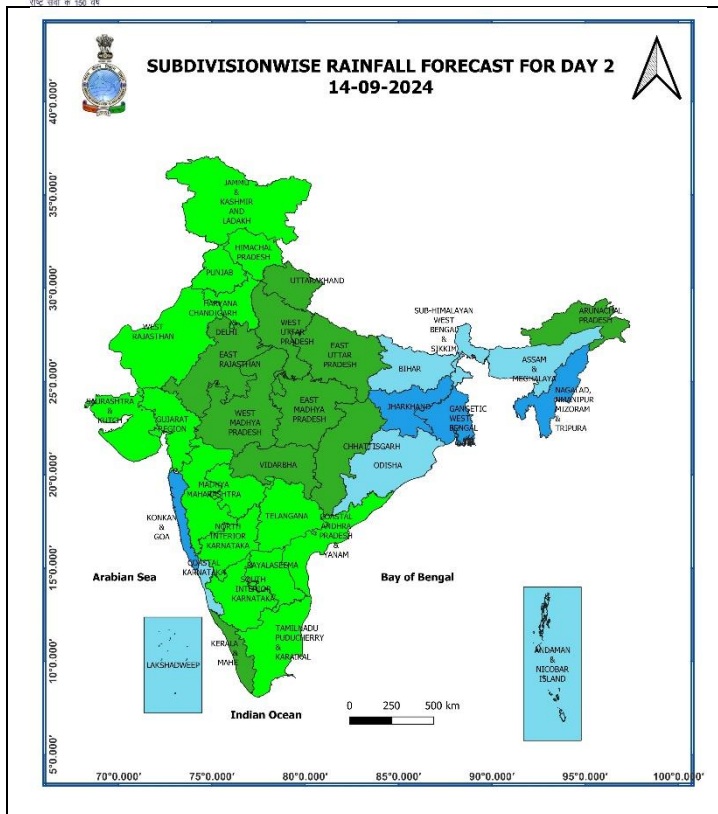 राष्ट्र सेवा के 150 वर्ष
SUBDIVISIONWISE RAINFALL FORECAST FOR DAY 2
14-09-2024
40°0.000'
35°0.000'
30°0.000'
25°0.000'
20°0.000'
15°0.000'
10°0.000'
5°0.000'
JAMMU
&
KASHMIR
AND
LADAKH
HIMACHAL
PRADESH
PUNJAB
UTTARAKHAND
HARYANA
CHANDIGARH
DELHI
WEST
RAJASTHAN
EAST
RAJASTHAN
WEST
UTTAR
PRADESH
EAST
UTTAR
PRADESH
SUB-HIMALAYAN
WEST
BENGAL
&
SIKKIM
ARUNACHAL
PRADESH
ASSAM
&
MEGHALAYA
BIHAR
JHARKHAND
GANGETIC
WEST
BENGAL
MIZORAM
&
TRIPURA
SAURASHTRA
&
KUTCH
GUJARAT
REGION
WEST
MADHYA
PRADESH
EAST
MADHYA
PRADESH
CHHATTISGARH
ODISHA
VIDARBHA
MADHYA
MAHARASHTRA
KONKAN
&
GOA
NORTH
INTERIOR
KARNATAKA
TELANGANA
COASTAL
ANDHRA
PRADESH
&
YANAM
COASTAL
KARNATAKA
RAYALASEEMA
SOUTH
INTERIOR
KARNATAKA
Arabian Sea
Bay of Bengal
TAMILNADU
PUDUCHERRY
&
KARAIKAL
KERALA
&
MAHE
LAKSHADWEEP
ANDAMAN
&
NICOBAR
ISLAND
Indian Ocean
0 250 500 km
70°0.000' 75°0.000' 80°0.000' 85°0.000' 90°0.000' 95°0.000' 100°0.000'